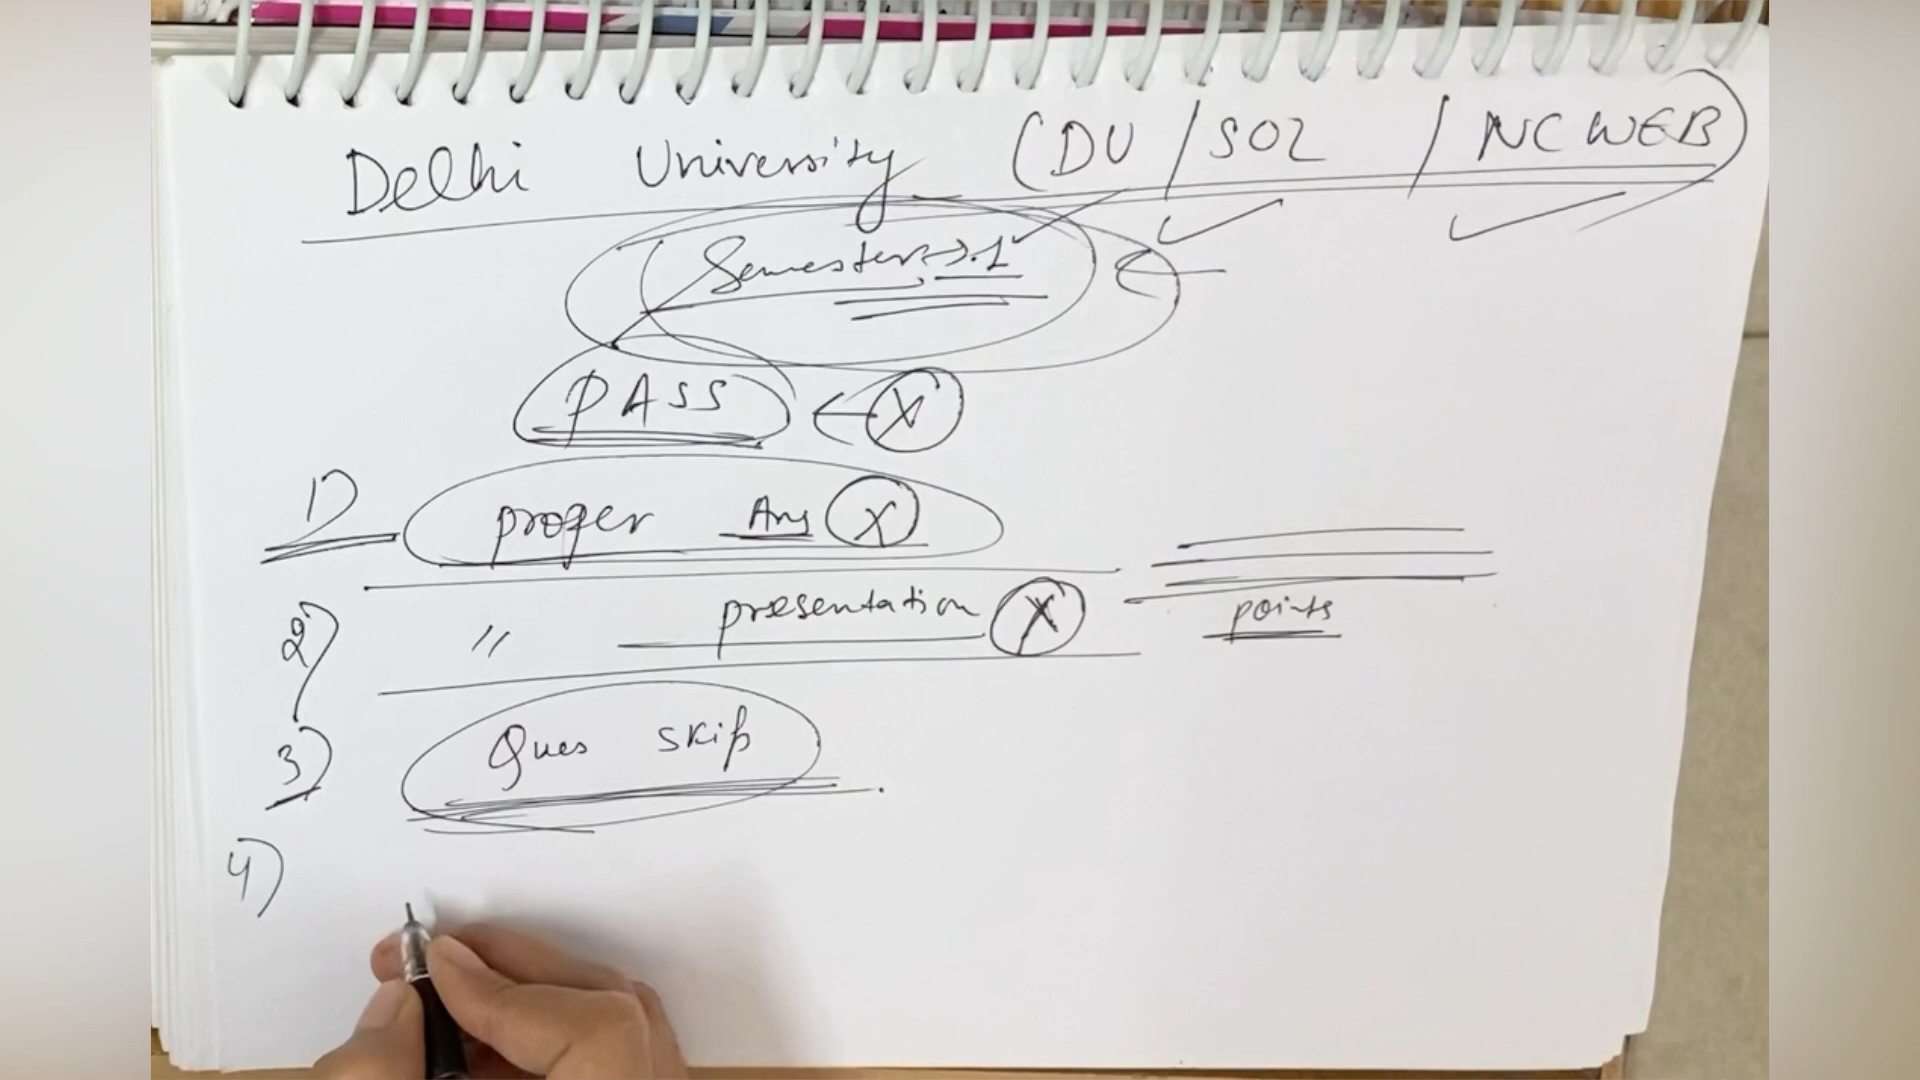 Delhi University (DU / SOL / NCWEB)
Semester → 1
PASS ← X
1) proper Ans X
2) " presentation X
points
3) Ques skip
4)